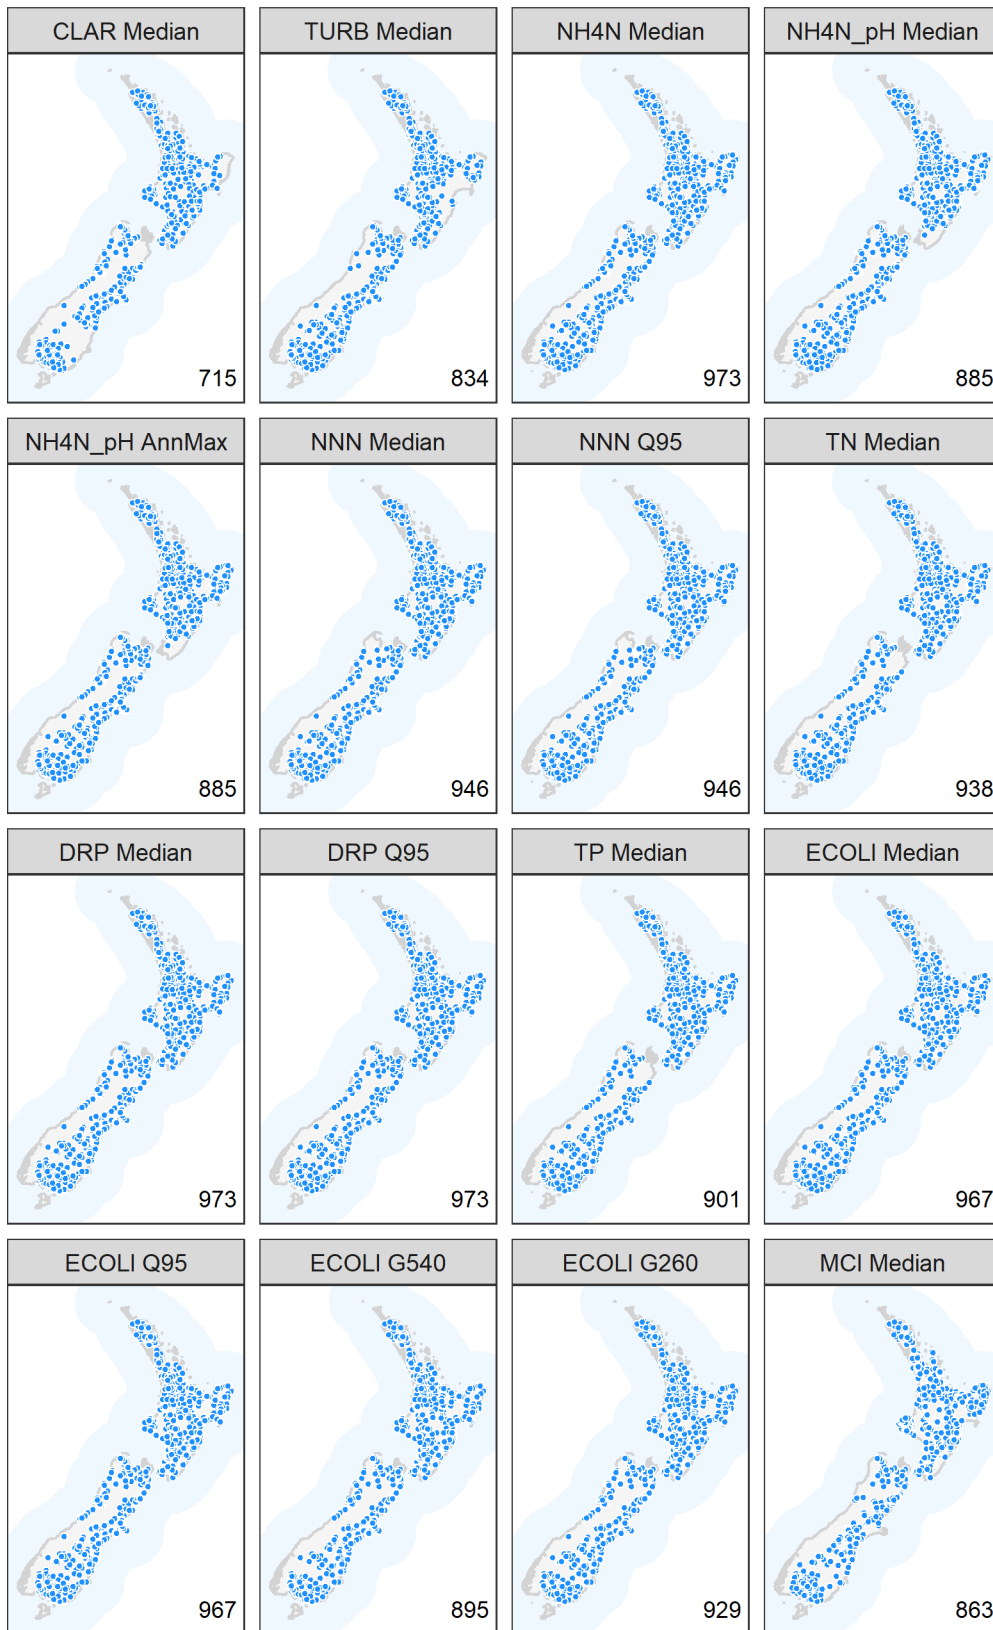 CLAR Median
TURB Median
NH4N Median
NH4N_pH Median
715
834
973
885
NH4N_pH AnnMax
NNN Median
NNN Q95
TN Median
885
946
946
938
DRP Median
DRP Q95
TP Median
ECOLI Median
973
973
901
967
ECOLI Q95
ECOLI G540
ECOLI G260
MCI Median
967
895
929
863